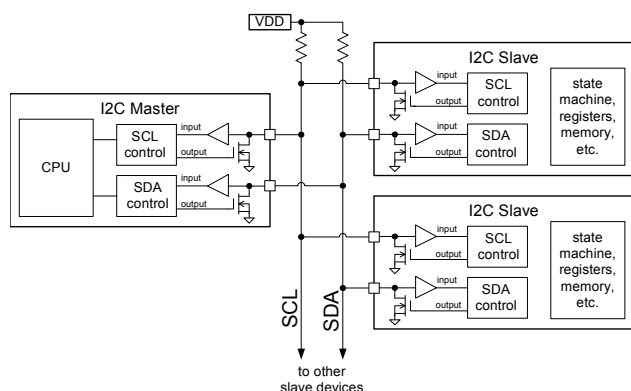 VDD
I2C Master
CPU
SCL
control
input
output
SDA
control
input
output
SCL
SDA
to other
slave devices
I2C Slave
input
output
SCL
control
input
output
SDA
control
state
machine,
registers,
memory,
etc.
I2C Slave
input
output
SCL
control
input
output
SDA
control
state
machine,
registers,
memory,
etc.